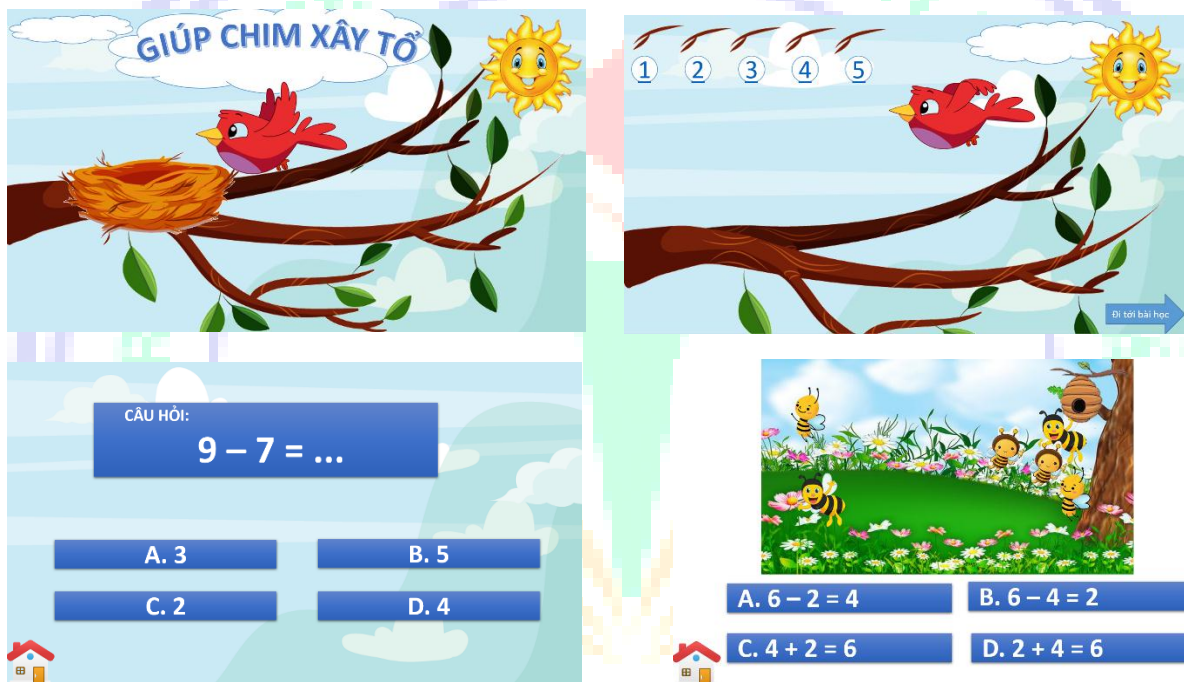 GIÚP CHIM XÂY TỔ
1 2 3 4 5
Đi tới bài học
CÂU HỎI:
9 – 7 = ...
A. 3
B. 5
C. 2
D. 4
A. 6 – 2 = 4
B. 6 – 4 = 2
C. 4 + 2 = 6
D. 2 + 4 = 6